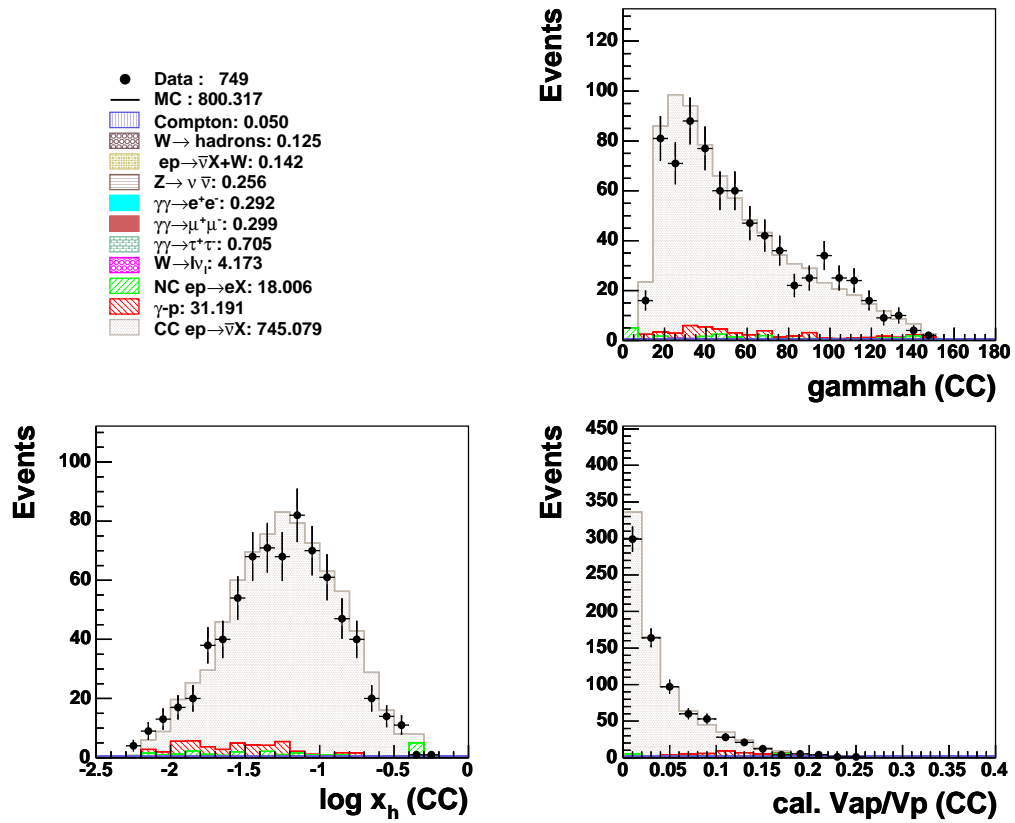 Data : 749
MC : 800.317
Compton: 0.050
W→ hadrons: 0.125
ep→ν̅X+W: 0.142
Z→ ν ν̅: 0.256
γγ→e⁺e⁻: 0.292
γγ→μ⁺μ⁻: 0.299
γγ→τ⁺τ⁻: 0.705
W→lνₗ: 4.173
NC ep→eX: 18.006
γ-p: 31.191
CC ep→ν̅X: 745.079
Events
120
100
80
60
40
20
0
0 20 40 60 80 100 120 140 160 180
gammah (CC)
Events
100
80
60
40
20
0
-2.5 -2 -1.5 -1 -0.5 0
log x_h (CC)
Events
450
400
350
300
250
200
150
100
50
0
0 0.05 0.1 0.15 0.2 0.25 0.3 0.35 0.4
cal. Vap/Vp (CC)